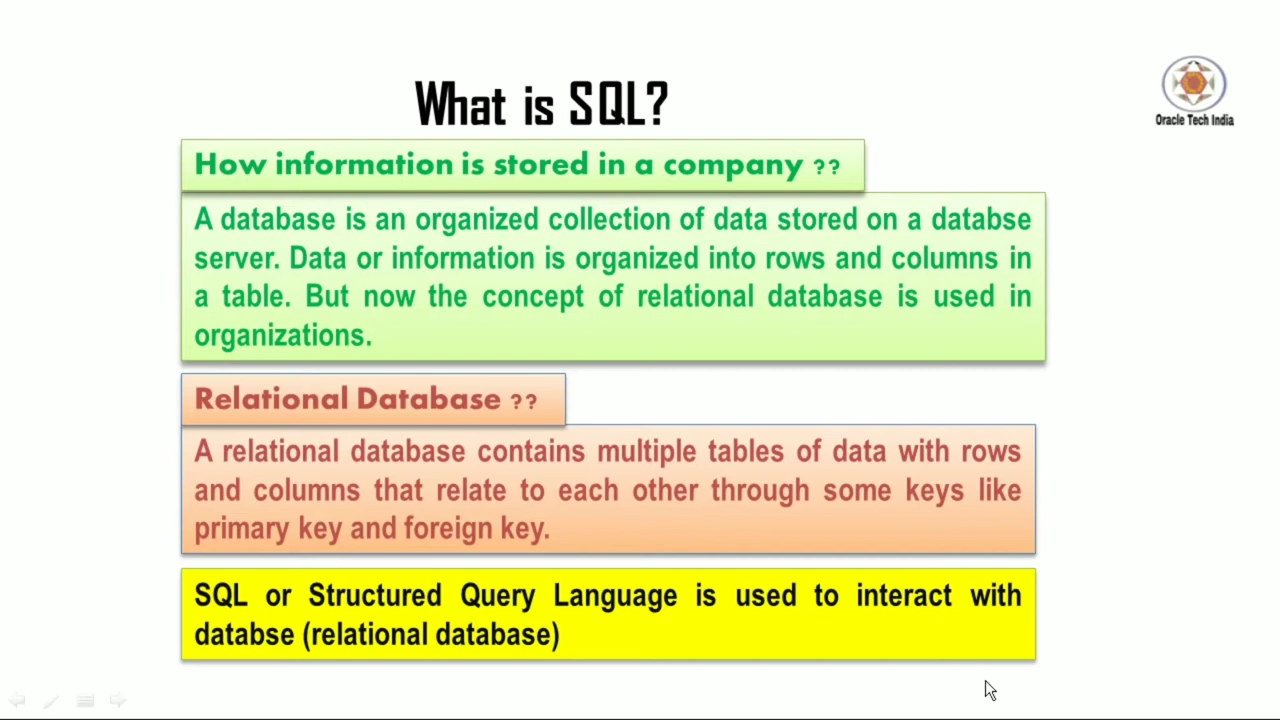 What is SQL?
Oracle Tech India
How information is stored in a company ??
A database is an organized collection of data stored on a databse
server. Data or information is organized into rows and columns in
a table. But now the concept of relational database is used in
organizations.
Relational Database ??
A relational database contains multiple tables of data with rows
and columns that relate to each other through some keys like
primary key and foreign key.
SQL or Structured Query Language is used to interact with
databse (relational database)